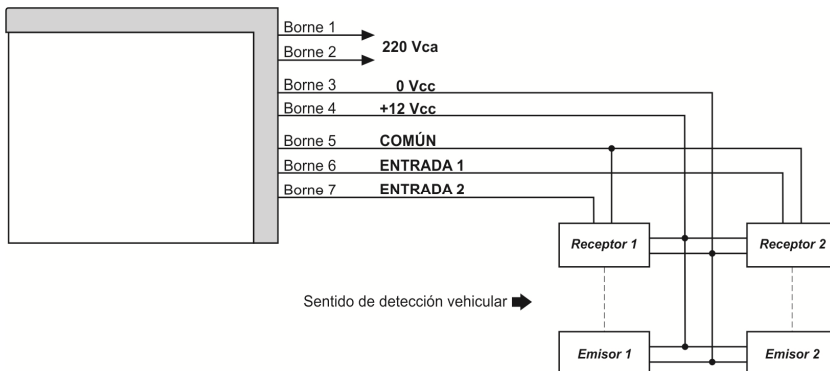 Borne 1
Borne 2
220 Vca
Borne 3 0 Vcc
Borne 4 +12 Vcc
Borne 5 COMÚN
Borne 6 ENTRADA 1
Borne 7 ENTRADA 2
Receptor 1 Receptor 2
Sentido de detección vehicular
Emisor 1 Emisor 2